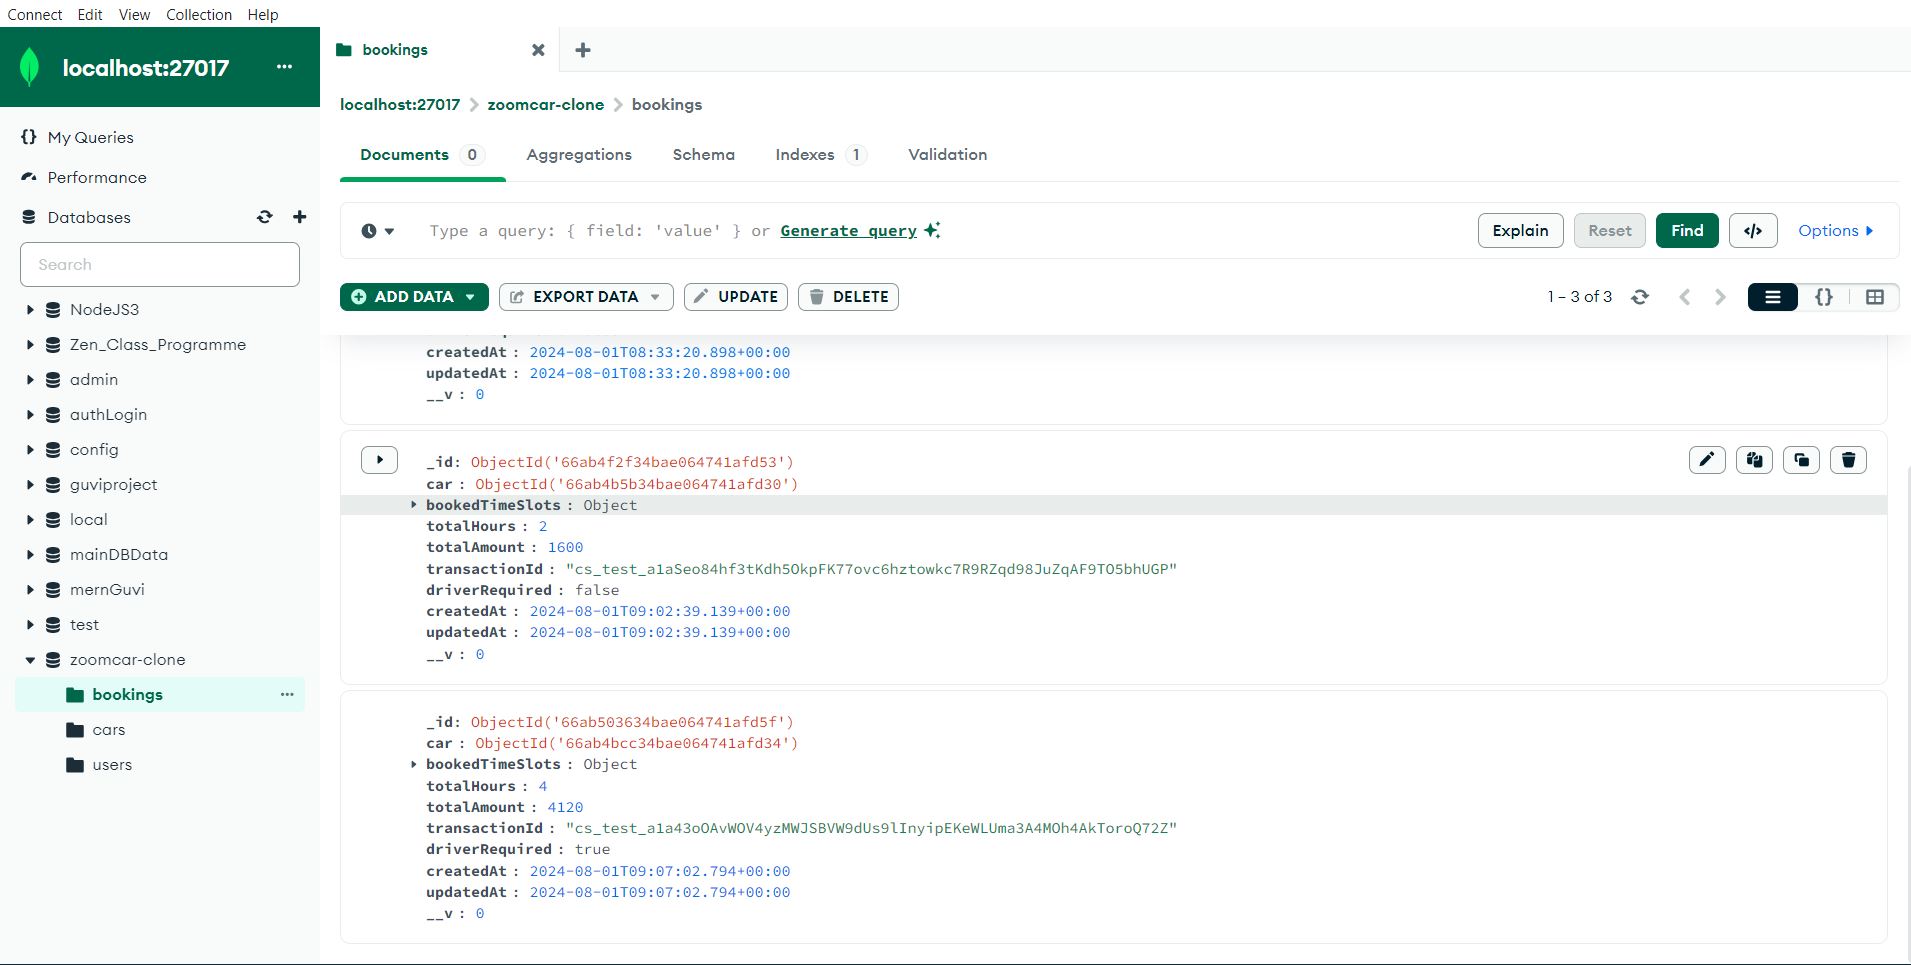 Connect Edit View Collection Help
localhost:27017 ...
My Queries
Performance
Databases
Search
NodeJS3
Zen_Class_Programme
admin
authLogin
config
guviproject
local
mainDBData
mernGuvi
test
zoomcar-clone
bookings ...
cars
users
bookings
localhost:27017 > zoomcar-clone > bookings
Documents 0 Aggregations Schema Indexes 1 Validation
Type a query: { field: 'value' } or Generate query
Explain Reset Find </> Options
ADD DATA EXPORT DATA UPDATE DELETE
1 – 3 of 3 {}
createdAt : 2024-08-01T08:33:20.898+00:00
updatedAt : 2024-08-01T08:33:20.898+00:00
__v : 0
_id: ObjectId('66ab4f2f34bae064741afd53')
car : ObjectId('66ab4b5b34bae064741afd30')
bookedTimeSlots : Object
totalHours : 2
totalAmount : 1600
transactionId : "cs_test_a1aSeo84hf3tKdh5OkpFK77ovc6hztowkc7R9RZqd98JuZqAF9TO5bhUGP"
driverRequired : false
createdAt : 2024-08-01T09:02:39.139+00:00
updatedAt : 2024-08-01T09:02:39.139+00:00
__v : 0
_id: ObjectId('66ab503634bae064741afd5f')
car : ObjectId('66ab4bcc34bae064741afd34')
bookedTimeSlots : Object
totalHours : 4
totalAmount : 4120
transactionId : "cs_test_a1a43oOAvWOV4yzMWJSBVW9dUs9lInyipEKeWLUma3A4MOh4AkToroQ72Z"
driverRequired : true
createdAt : 2024-08-01T09:07:02.794+00:00
updatedAt : 2024-08-01T09:07:02.794+00:00
__v : 0